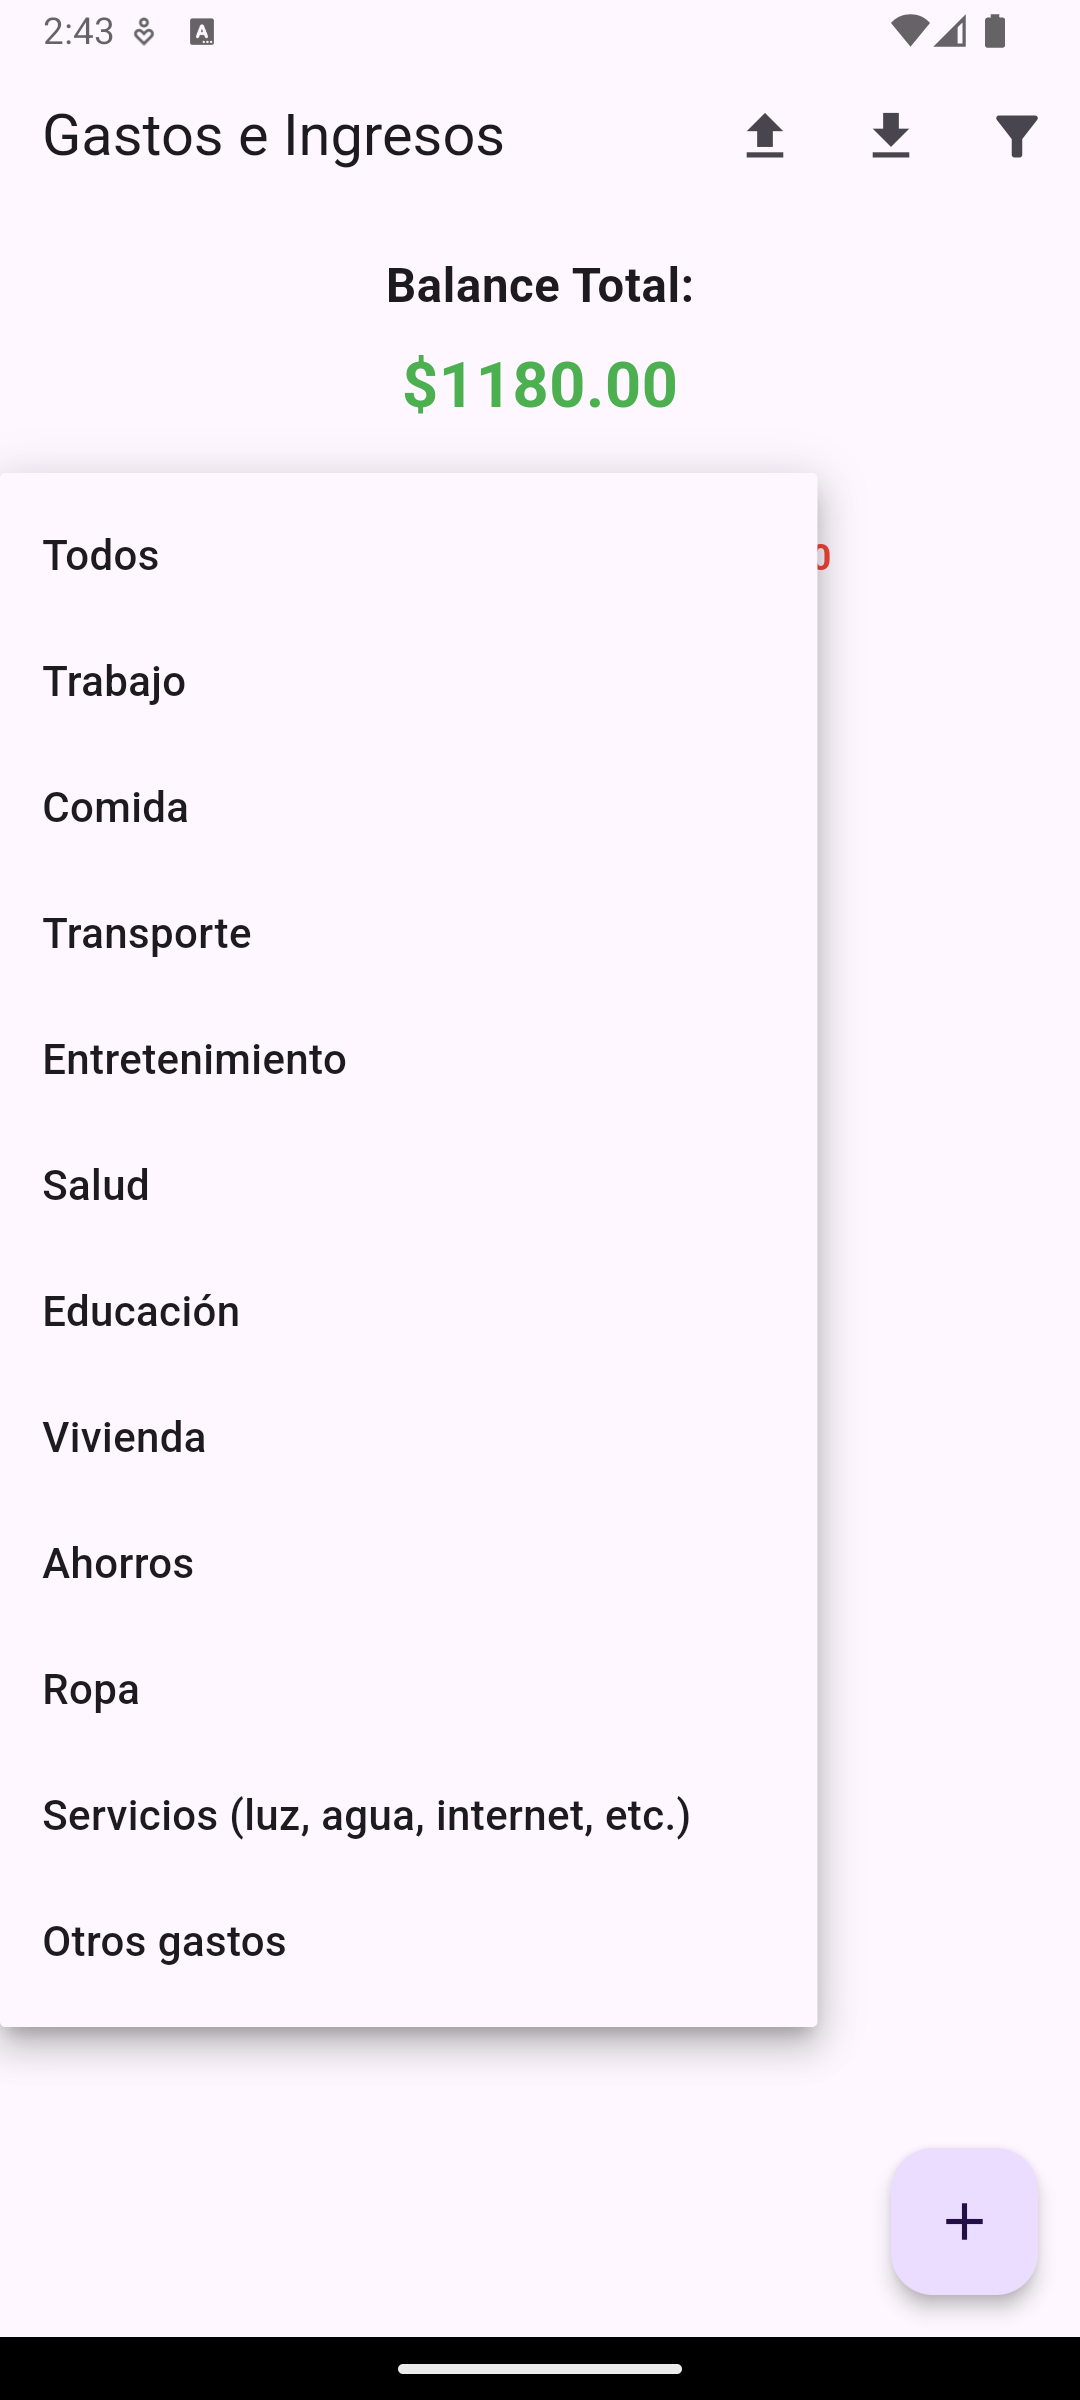 2:43
Gastos e Ingresos
Balance Total:
$1180.00
Todos
0
Trabajo
Comida
Transporte
Entretenimiento
Salud
Educación
Vivienda
Ahorros
Ropa
Servicios (luz, agua, internet, etc.)
Otros gastos